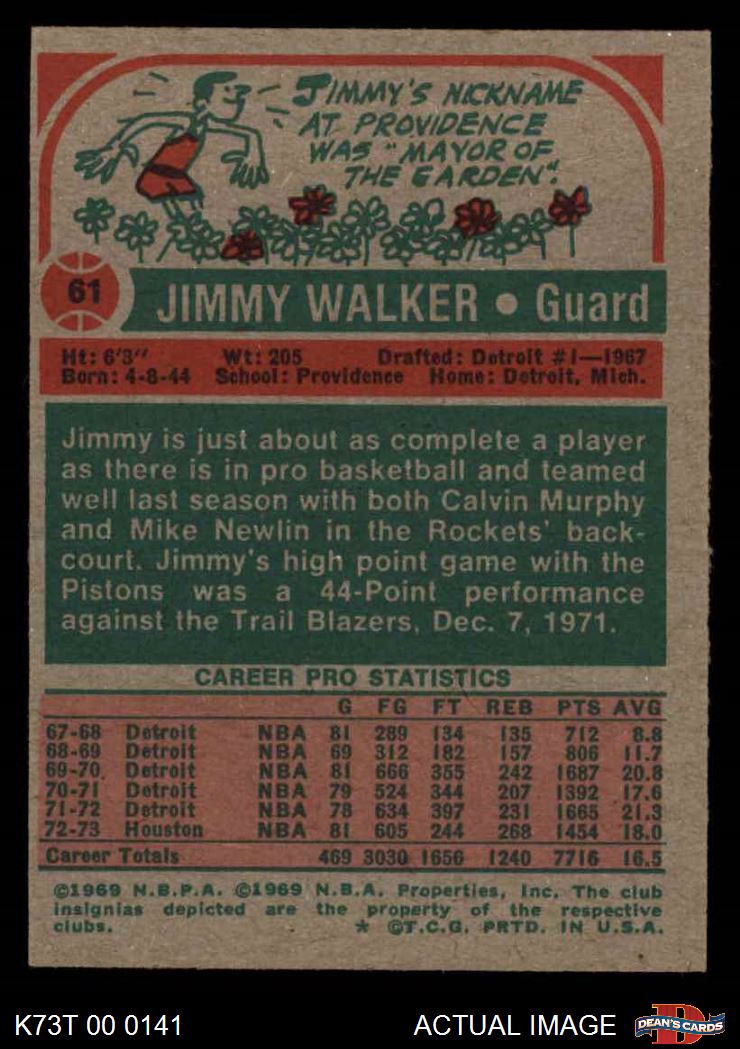 JIMMY'S NICKNAME
AT PROVIDENCE
WAS "MAYOR OF
THE GARDEN".
61
JIMMY WALKER • Guard
Ht: 6'3" Wt: 205 Drafted: Detroit #1—1967
Born: 4-8-44 School: Providence Home: Detroit, Mich.
Jimmy is just about as complete a player
as there is in pro basketball and teamed
well last season with both Calvin Murphy
and Mike Newlin in the Rockets' back-
court. Jimmy's high point game with the
Pistons was a 44-Point performance
against the Trail Blazers, Dec. 7, 1971.
CAREER PRO STATISTICS
G FG FT REB PTS AVG
67-68 Detroit NBA 81 289 134 135 712 8.8
68-69 Detroit NBA 69 312 182 157 806 11.7
69-70 Detroit NBA 81 666 355 242 1687 20.8
70-71 Detroit NBA 79 524 344 207 1392 17.6
71-72 Detroit NBA 78 634 397 231 1665 21.3
72-73 Houston NBA 81 605 244 268 1454 18.0
Career Totals 469 3030 1656 1240 7716 16.5
©1969 N.B.P.A. ©1969 N.B.A. Properties, Inc. The club
insignias depicted are the property of the respective
clubs. * ©T.C.G. PRTD. IN U.S.A.
K73T 00 0141 ACTUAL IMAGE D DEAN'S CARDS